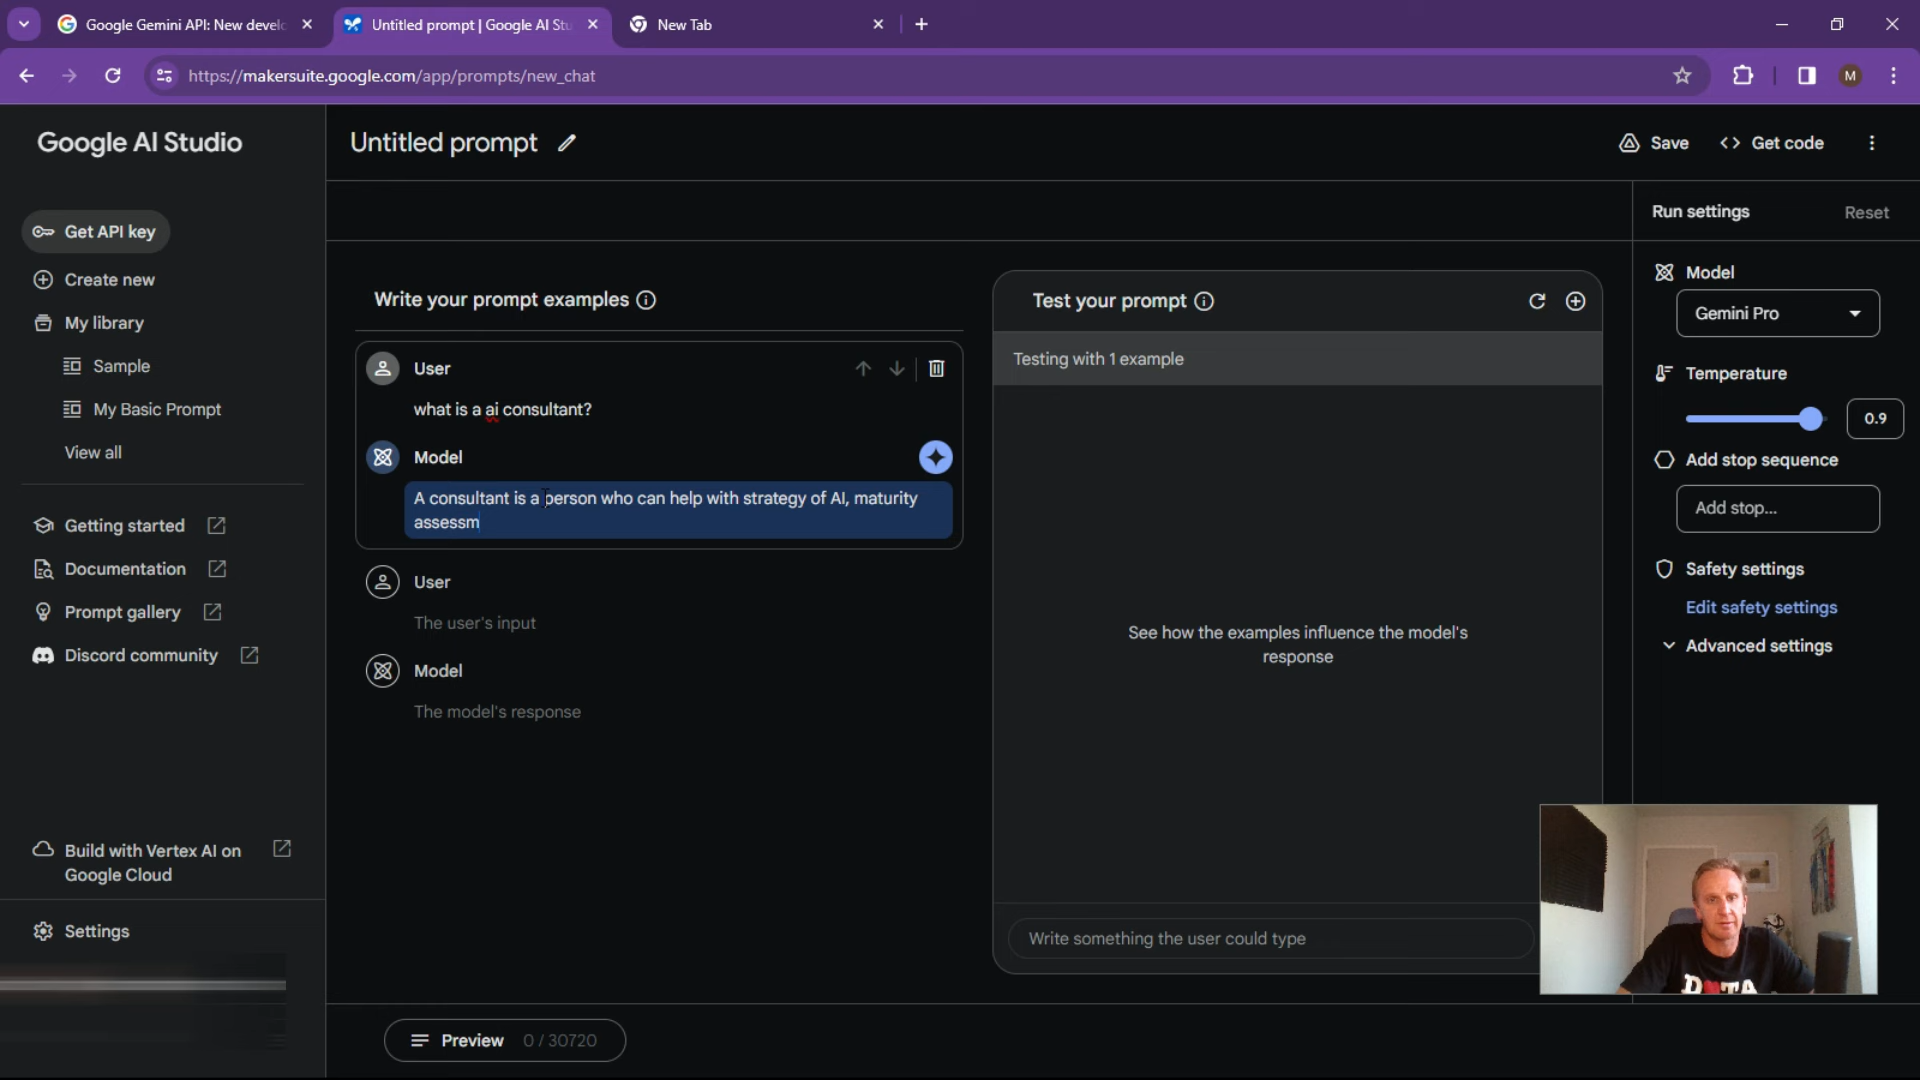 Google Gemini API: New develo
Untitled prompt | Google AI Stu
New Tab
https://makersuite.google.com/app/prompts/new_chat
M
Google AI Studio
Untitled prompt
Save
Get code
Get API key
Create new
My library
Sample
My Basic Prompt
View all
Getting started
Documentation
Prompt gallery
Discord community
Build with Vertex AI on
Google Cloud
Settings
Write your prompt examples
User
what is a ai consultant?
Model
A consultant is a person who can help with strategy of AI, maturity
assessm
User
The user's input
Model
The model's response
Test your prompt
Testing with 1 example
See how the examples influence the model's
response
Write something the user could type
Run settings
Reset
Model
Gemini Pro
Temperature
0.9
Add stop sequence
Add stop...
Safety settings
Edit safety settings
Advanced settings
Preview 0 / 30720